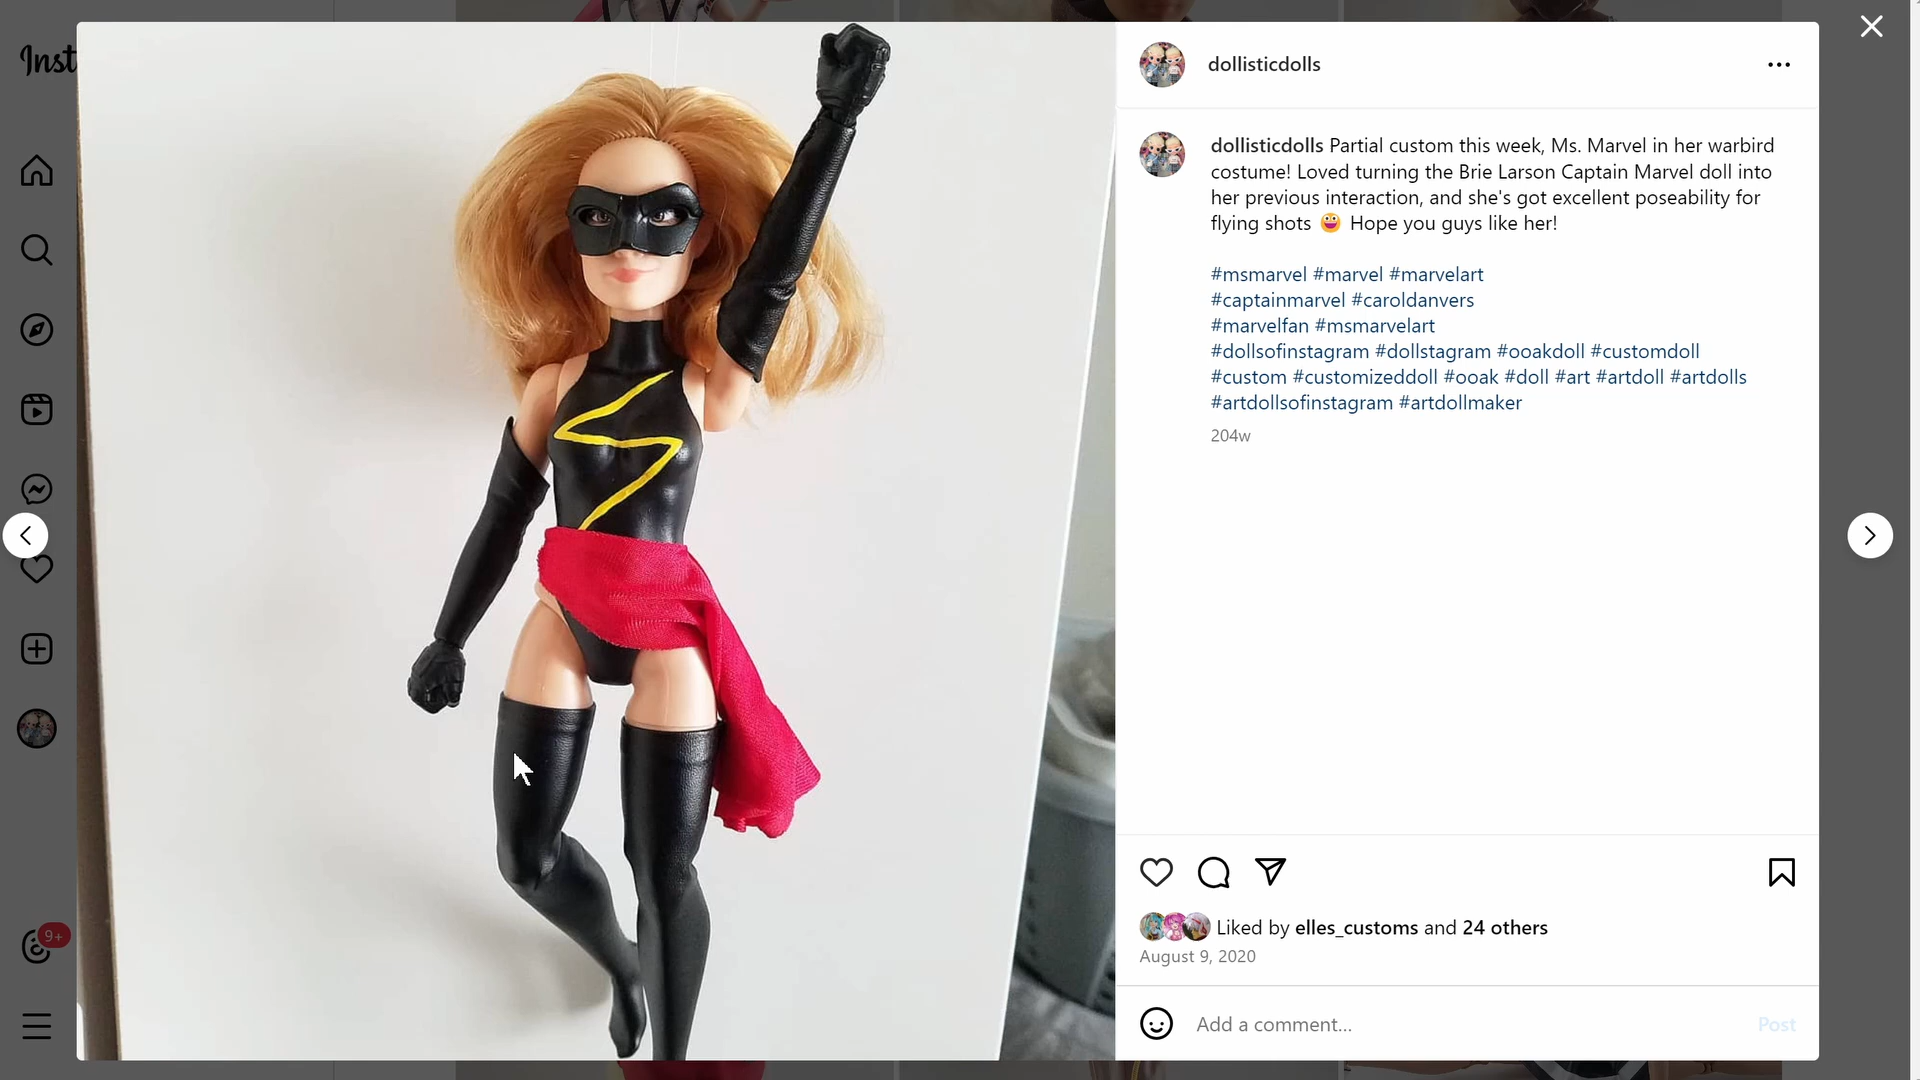 Inst
dollisticdolls
dollisticdolls Partial custom this week, Ms. Marvel in her warbird
costume! Loved turning the Brie Larson Captain Marvel doll into
her previous interaction, and she's got excellent poseability for
flying shots 😀 Hope you guys like her!
#msmarvel #marvel #marvelart
#captainmarvel #caroldanvers
#marvelfan #msmarvelart
#dollsofinstagram #dollstagram #ooakdoll #customdoll
#custom #customizeddoll #ooak #doll #art #artdoll #artdolls
#artdollsofinstagram #artdollmaker
204w
9+
Liked by elles_customs and 24 others
August 9, 2020
Add a comment...
Post